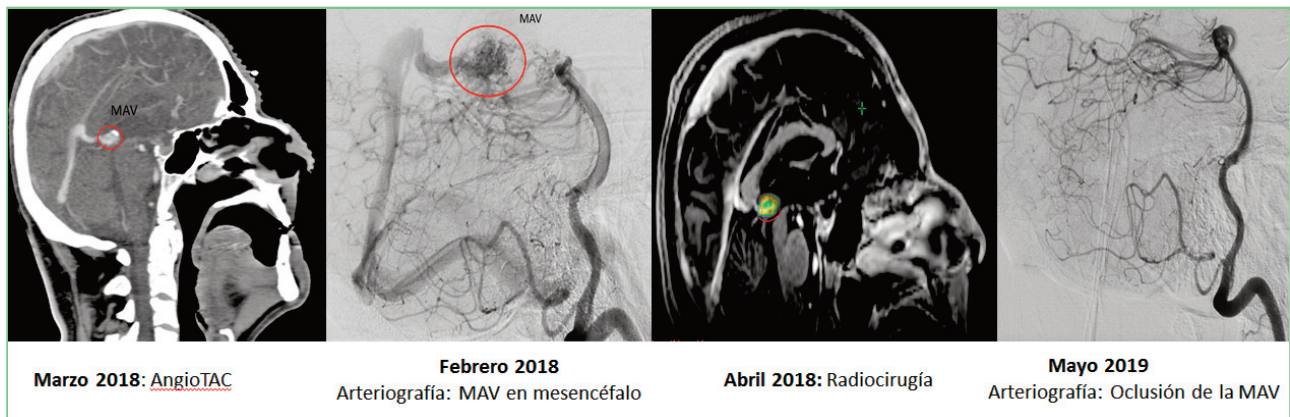 MAV
MAV
Marzo 2018: AngioTAC
Febrero 2018
Arteriografía: MAV en mesencéfalo
Abril 2018: Radiocirugía
Mayo 2019
Arteriografía: Oclusión de la MAV